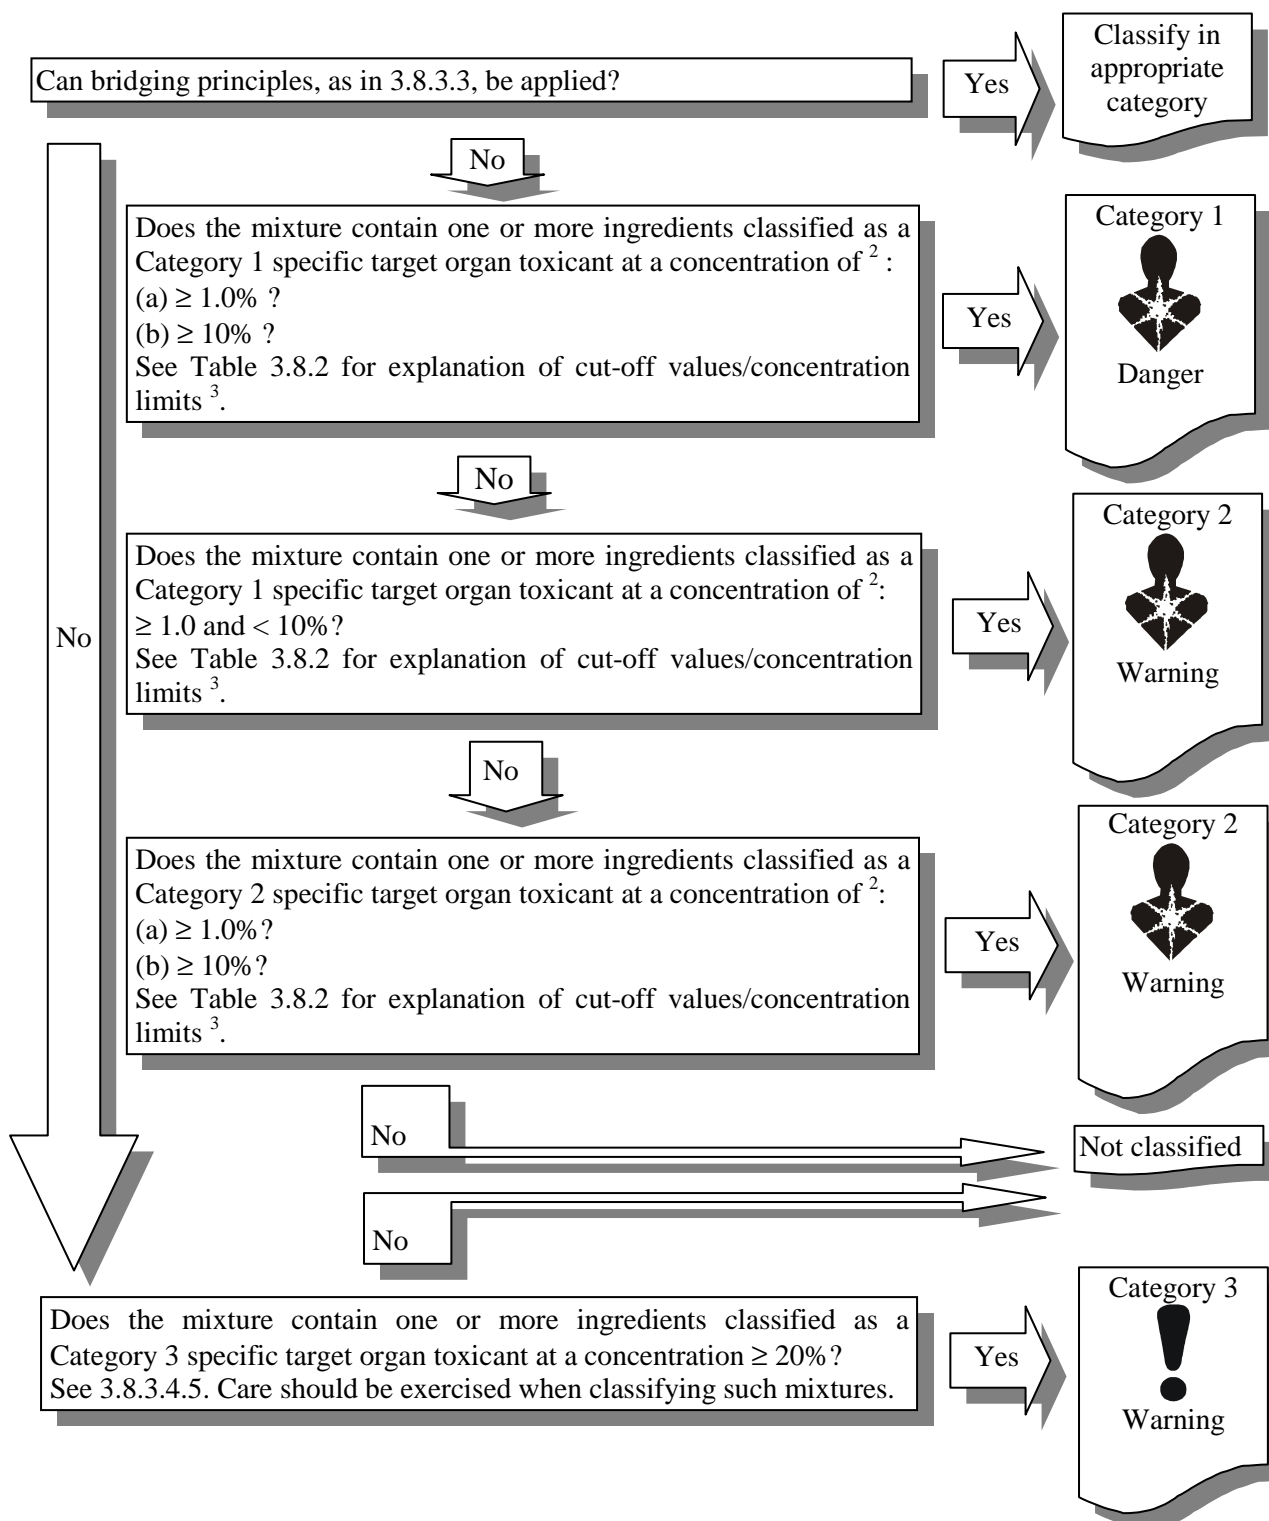 Can bridging principles, as in 3.8.3.3, be applied?
Yes
Classify in
appropriate
category
No
Does the mixture contain one or more ingredients classified as a
Category 1 specific target organ toxicant at a concentration of ² :
(a) ≥ 1.0% ?
(b) ≥ 10% ?
See Table 3.8.2 for explanation of cut-off values/concentration
limits ³.
Yes
Category 1
Danger
No
Does the mixture contain one or more ingredients classified as a
Category 1 specific target organ toxicant at a concentration of ²:
≥ 1.0 and < 10%?
See Table 3.8.2 for explanation of cut-off values/concentration
limits ³.
Yes
Category 2
Warning
No
No
Does the mixture contain one or more ingredients classified as a
Category 2 specific target organ toxicant at a concentration of ²:
(a) ≥ 1.0%?
(b) ≥ 10%?
See Table 3.8.2 for explanation of cut-off values/concentration
limits ³.
Yes
Category 2
Warning
No
Not classified
No
Does the mixture contain one or more ingredients classified as a
Category 3 specific target organ toxicant at a concentration ≥ 20%?
See 3.8.3.4.5. Care should be exercised when classifying such mixtures.
Yes
Category 3
Warning